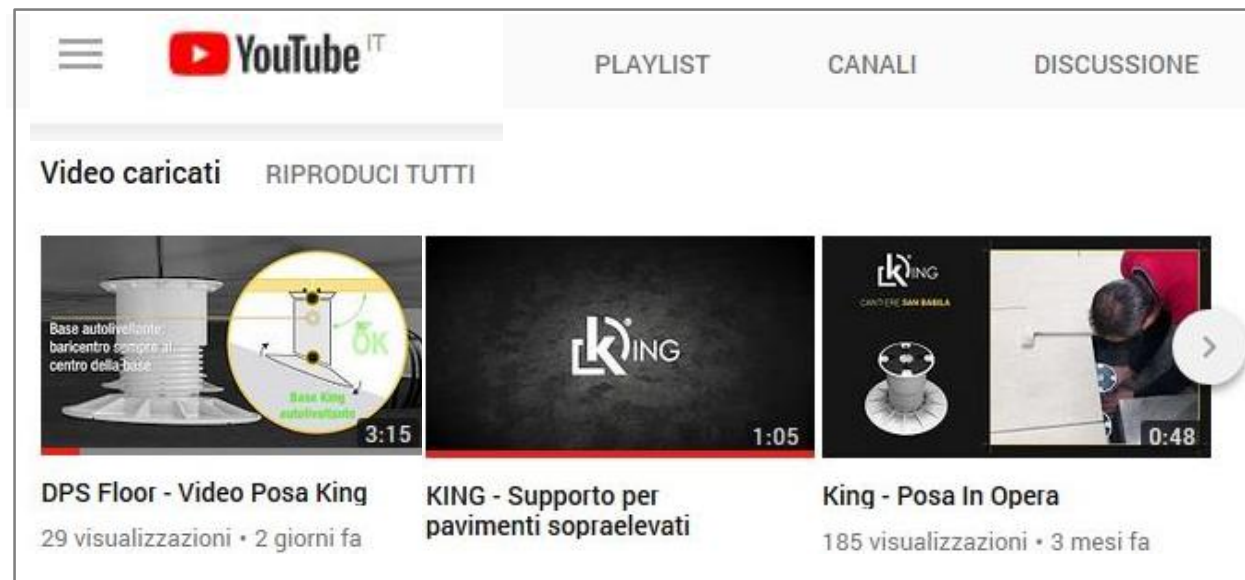 YouTube IT
PLAYLIST
CANALI
DISCUSSIONE
Video caricati
RIPRODUCI TUTTI
Base autolivellante:
baricentro sempre al
centro della base
OK
Base King
autolivellante
3:15
KING
1:05
KING
CANTIERE SAN BABILA
0:48
DPS Floor - Video Posa King
29 visualizzazioni • 2 giorni fa
KING - Supporto per
pavimenti sopraelevati
King - Posa In Opera
185 visualizzazioni • 3 mesi fa